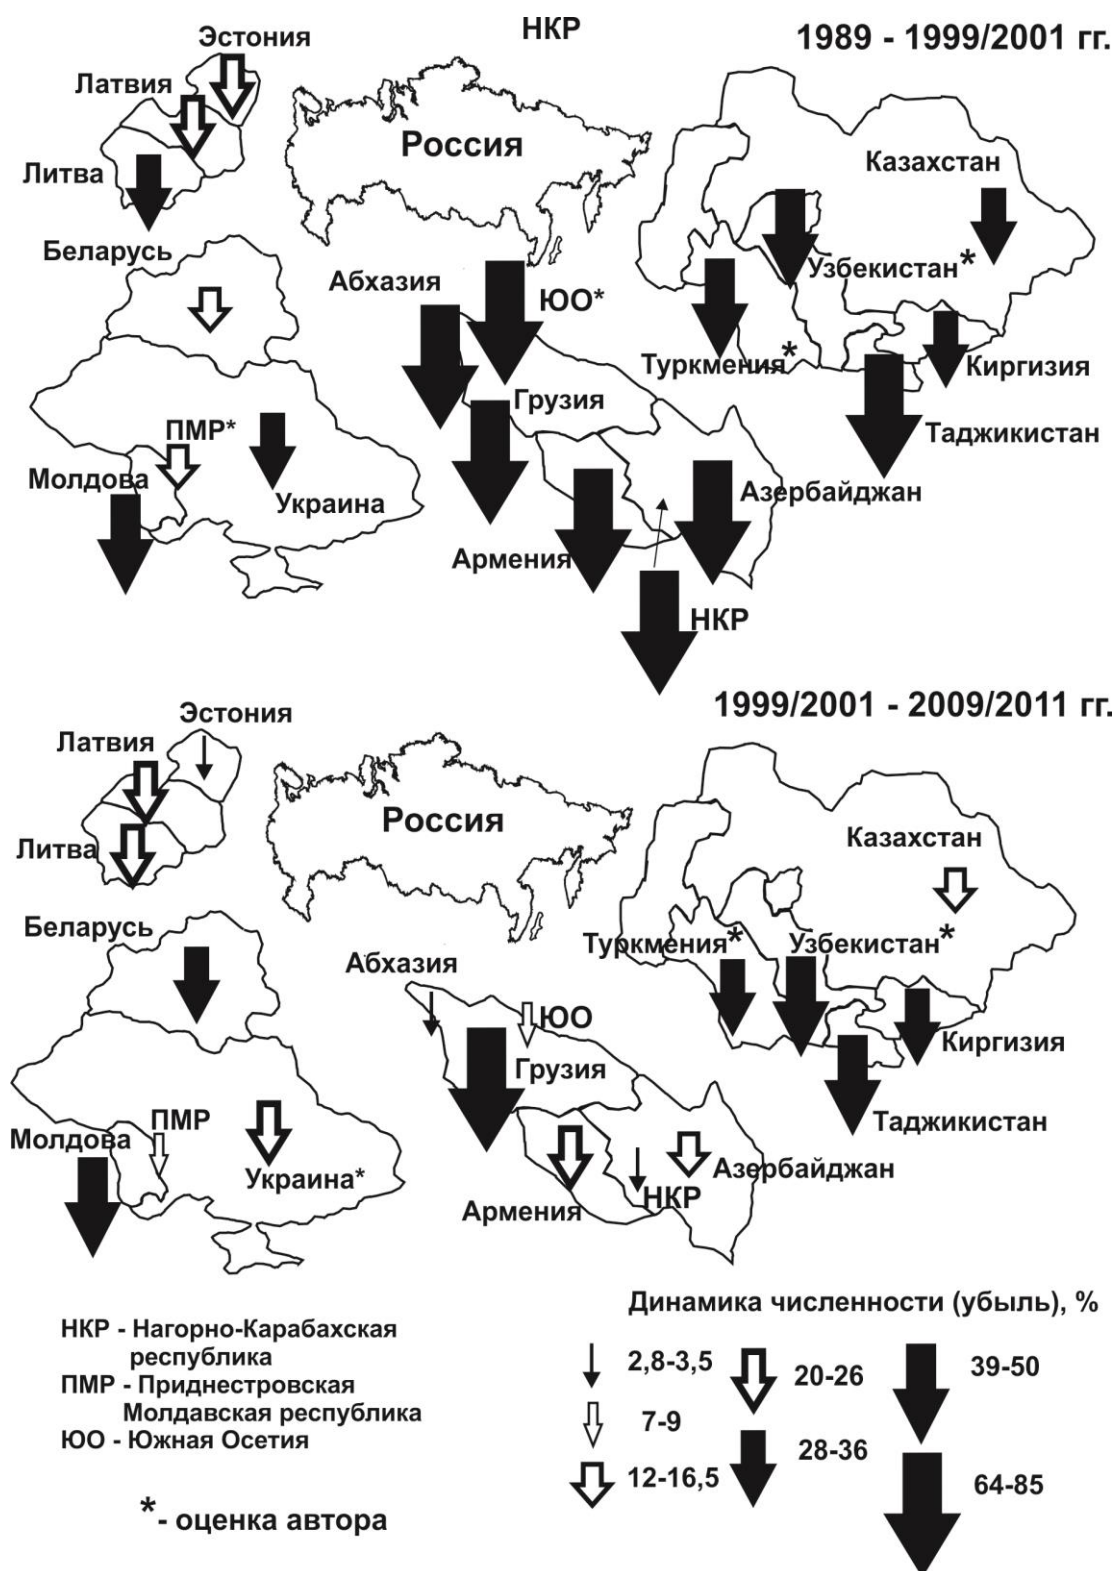 НКР
1989 - 1999/2001 гг.
Эстония
Латвия
Литва
Россия
Казахстан
Беларусь
Абхазия
ЮО*
Узбекистан*
Туркмения*
Киргизия
Грузия
Таджикистан
ПМР*
Молдова
Украина
Азербайджан
Армения
НКР
1999/2001 - 2009/2011 гг.
Эстония
Латвия
Литва
Россия
Казахстан
Беларусь
Туркмения*
Узбекистан*
Абхазия
ЮО
Киргизия
Грузия
Таджикистан
ПМР
Молдова
Украина*
Азербайджан
НКР
Армения
Динамика численности (убыль), %
НКР - Нагорно-Карабахская
республика
ПМР - Приднестровская
Молдавская республика
ЮО - Южная Осетия
*- оценка автора
2,8-3,5
7-9
12-16,5
20-26
28-36
39-50
64-85